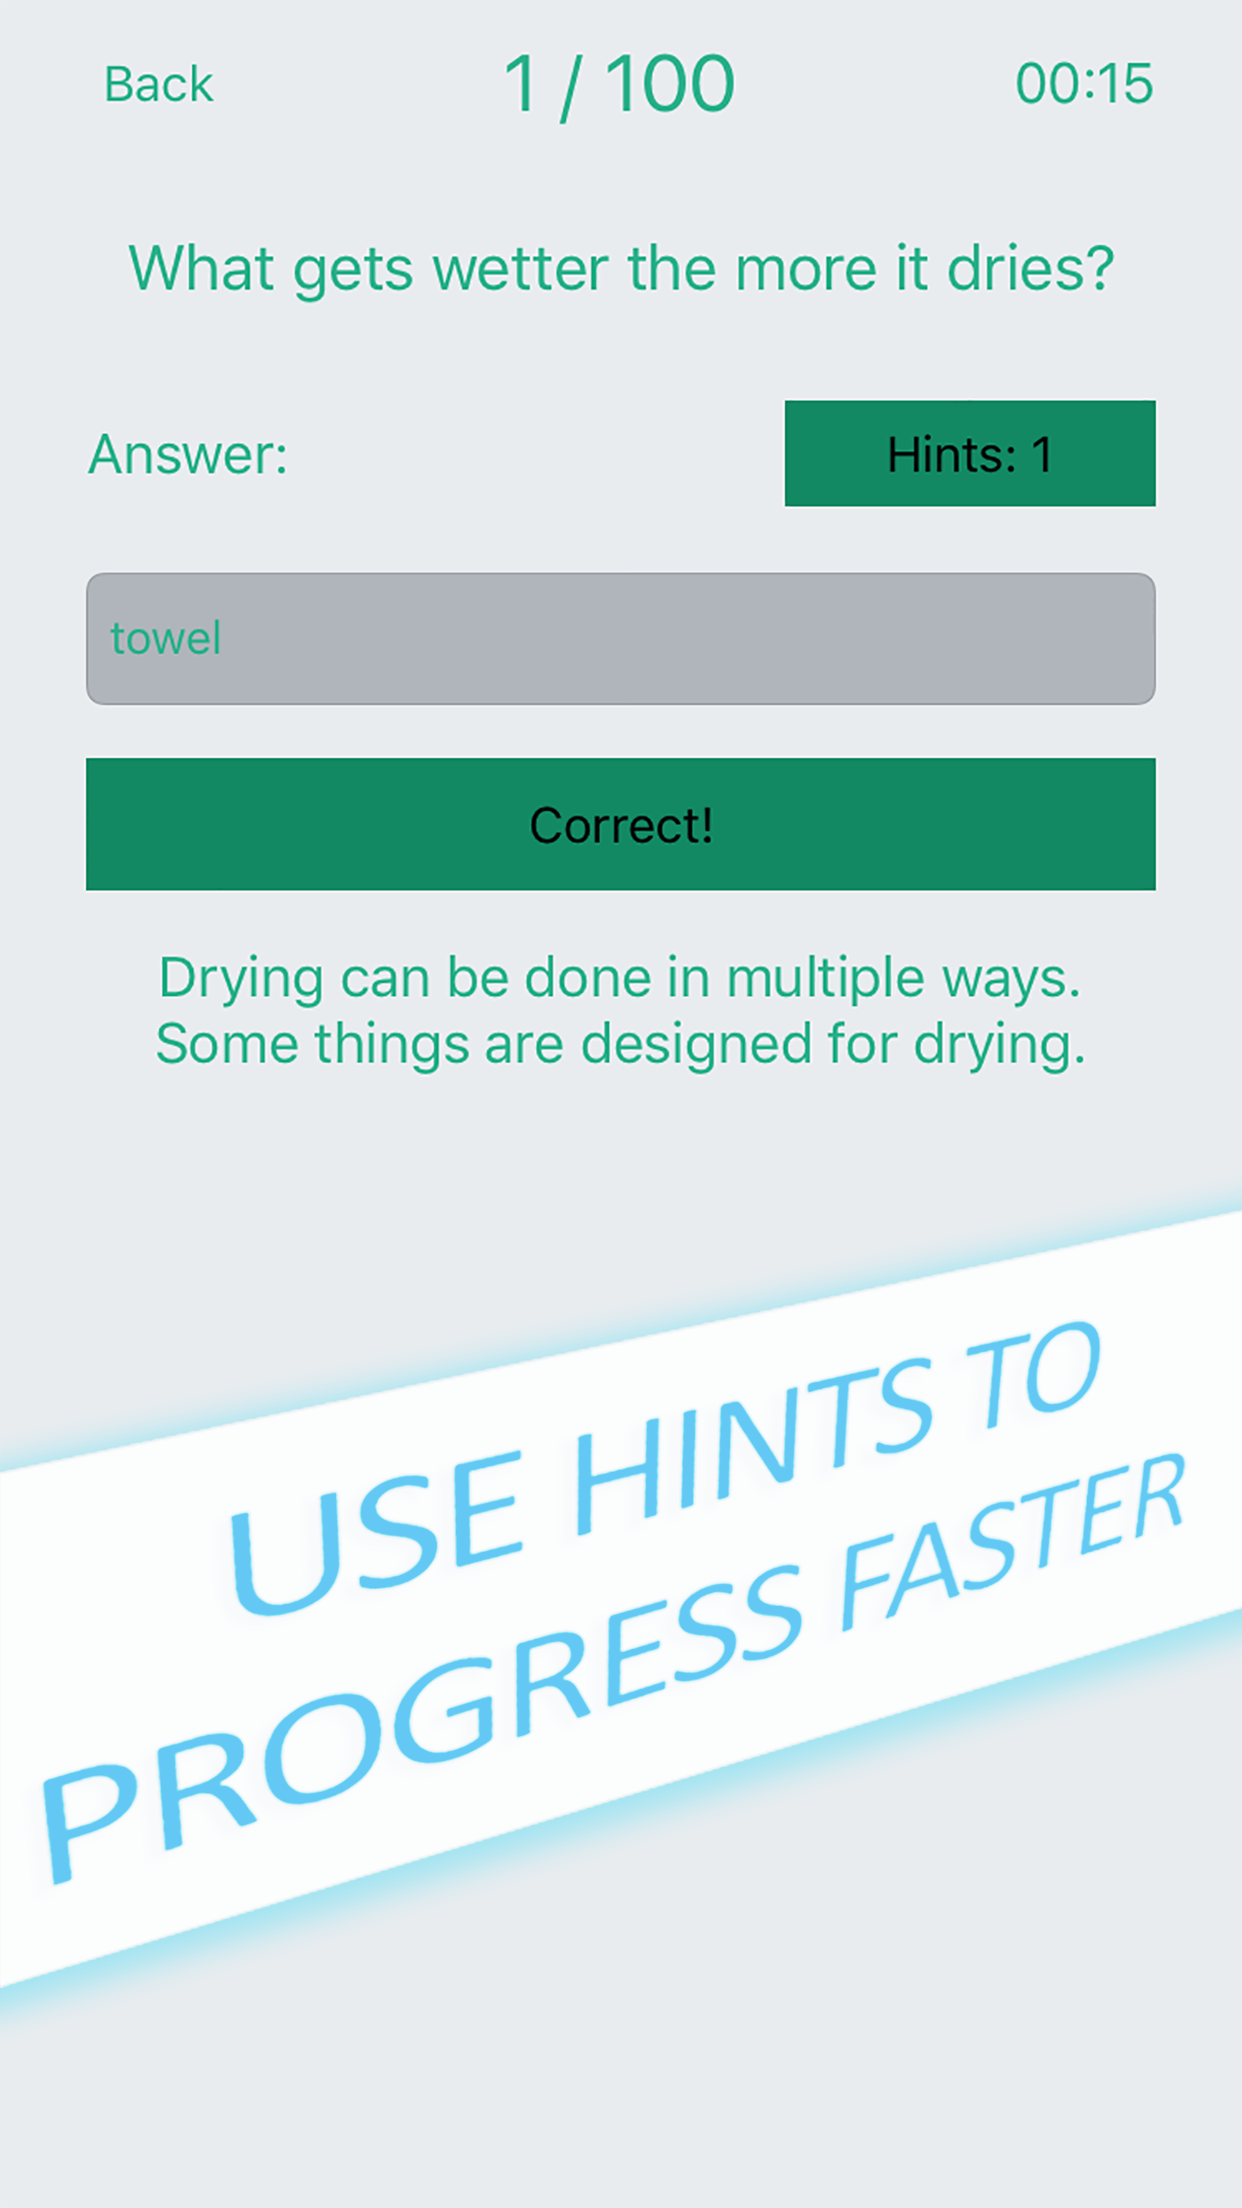 Back
1 / 100
00:15
What gets wetter the more it dries?
Answer:
Hints: 1
towel
Correct!
Drying can be done in multiple ways.
Some things are designed for drying.
USE HINTS TO
PROGRESS FASTER